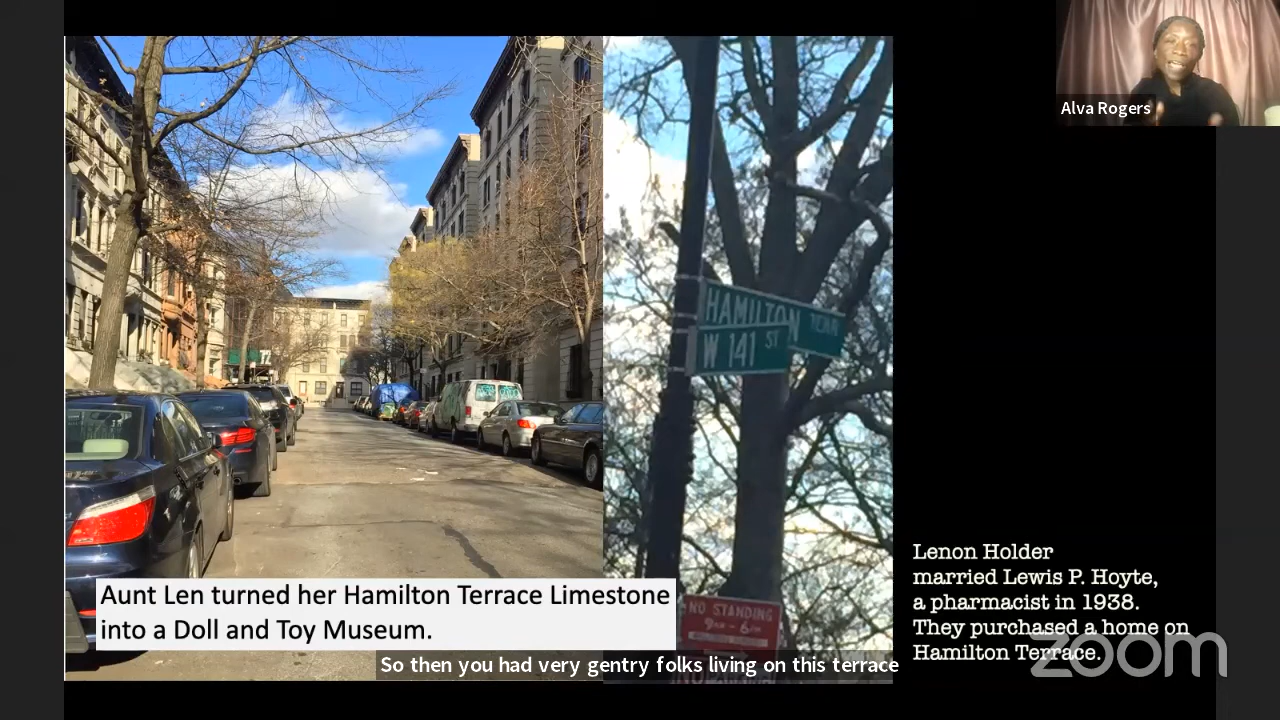 Alva Rogers
HAMILTON
W 141 ST
NO STANDING
Aunt Len turned her Hamilton Terrace Limestone
into a Doll and Toy Museum.
Lenon Holder
married Lewis P. Hoyte,
a pharmacist in 1938.
They purchased a home on
Hamilton Terrace.
zoom
So then you had very gentry folks living on this terrace